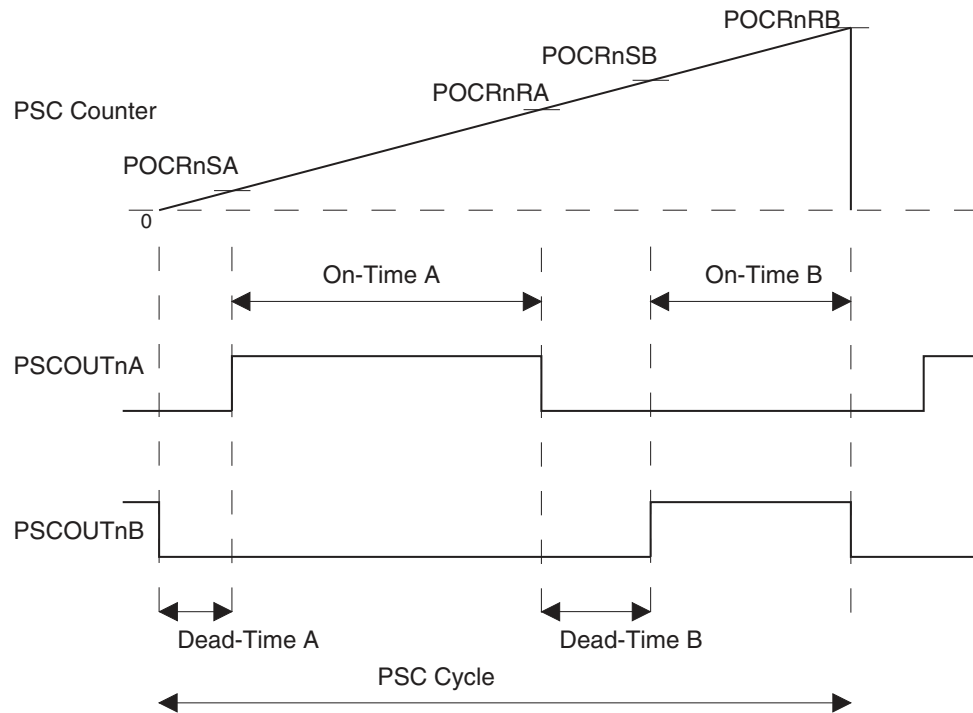 POCRnRB
POCRnSB
POCRnRA
PSC Counter
POCRnSA
0
On-Time A
On-Time B
PSCOUTnA
PSCOUTnB
Dead-Time A
Dead-Time B
PSC Cycle